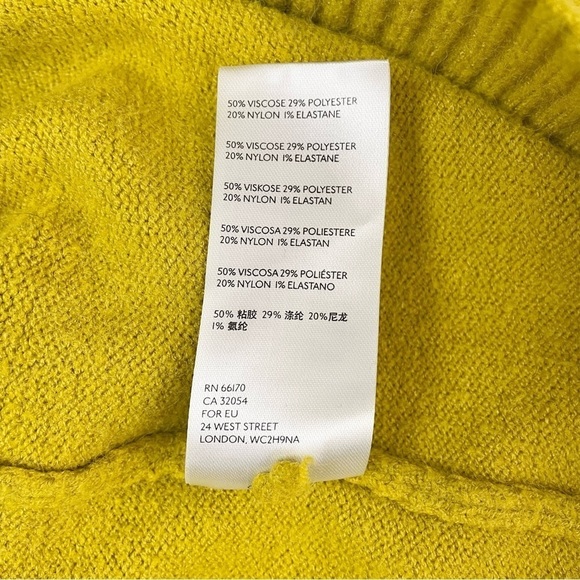 50% VISCOSE 29% POLYESTER
20% NYLON 1% ELASTANE
50% VISCOSE 29% POLYESTER
20% NYLON 1% ELASTANE
50% VISKOSE 29% POLYESTER
20% NYLON 1% ELASTAN
50% VISCOSA 29% POLIESTERE
20% NYLON 1% ELASTAN
50% VISCOSA 29% POLIÉSTER
20% NYLON 1% ELASTANO
50% 粘胶 29% 涤纶 20%尼龙
1% 氨纶
RN 66170
CA 32054
FOR EU
24 WEST STREET
LONDON, WC2H9NA